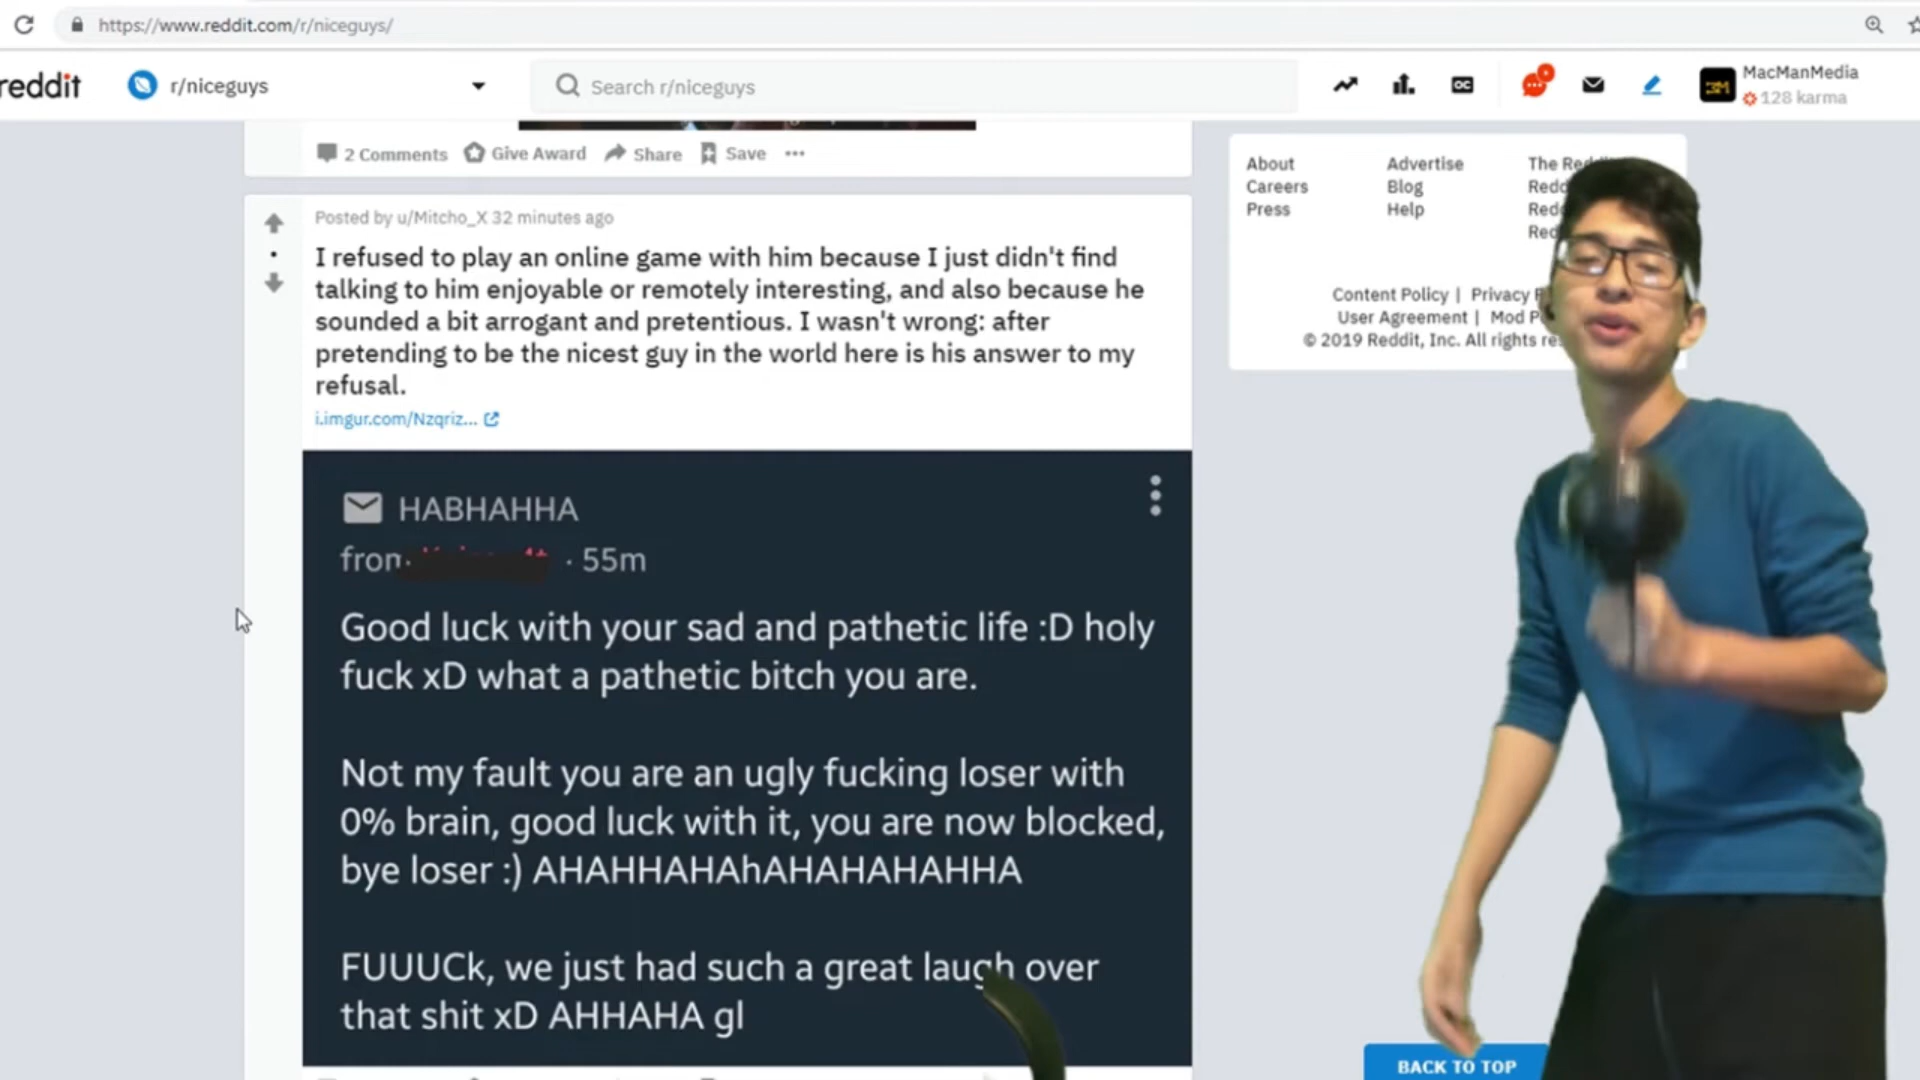 https://www.reddit.com/r/niceguys/
reddit
r/niceguys
Search r/niceguys
MacManMedia
128 karma
2 Comments Give Award Share Save
Posted by u/Mitcho_X 32 minutes ago
I refused to play an online game with him because I just didn't find
talking to him enjoyable or remotely interesting, and also because he
sounded a bit arrogant and pretentious. I wasn't wrong: after
pretending to be the nicest guy in the world here is his answer to my
refusal.
i.imgur.com/Nzqriz...
HABHAHHA
from · 55m
Good luck with your sad and pathetic life :D holy
fuck xD what a pathetic bitch you are.
Not my fault you are an ugly fucking loser with
0% brain, good luck with it, you are now blocked,
bye loser :) AHAHHAHAhAHAHAHAHHA
FUUUCk, we just had such a great laugh over
that shit xD AHHAHA gl
About Advertise The
Careers Blog
Press Help
Content Policy | Privacy
User Agreement | Mod
© 2019 Reddit, Inc. All rights
BACK TO TOP